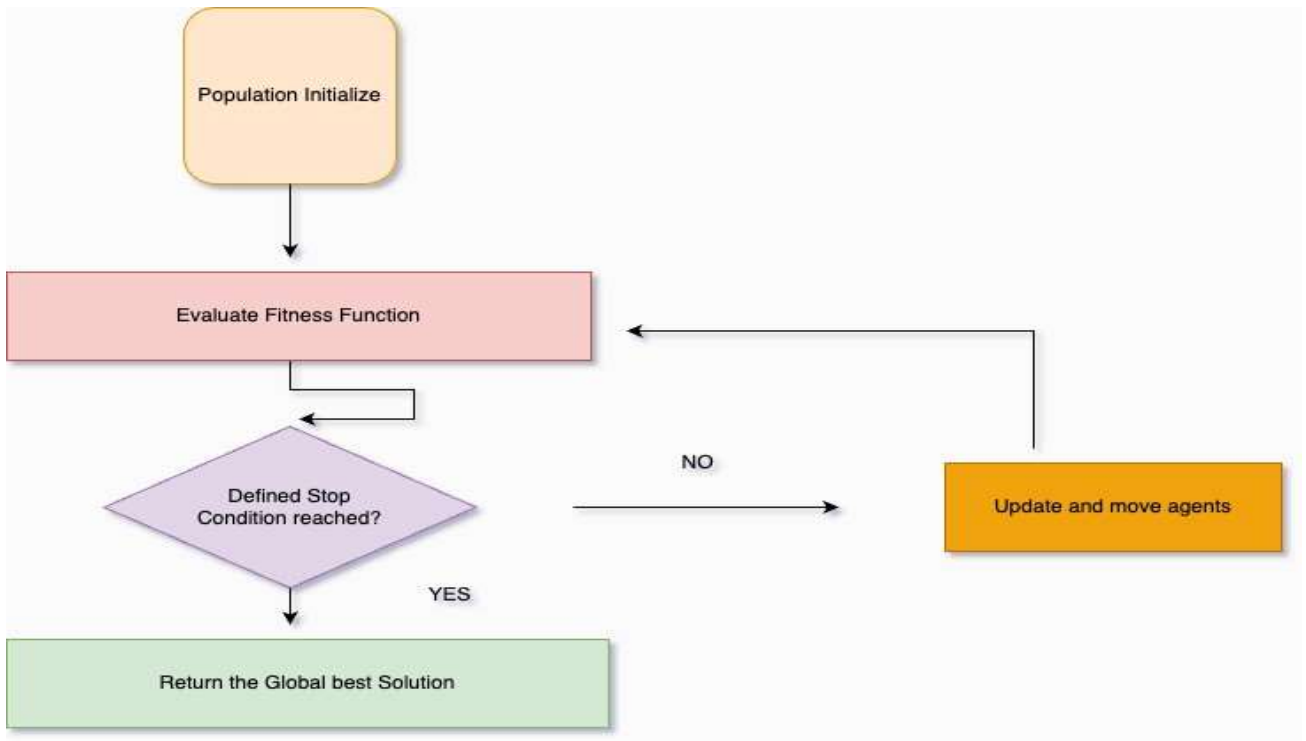 Population Initialize
Evaluate Fitness Function
Defined Stop
Condition reached?
NO
Update and move agents
YES
Return the Global best Solution